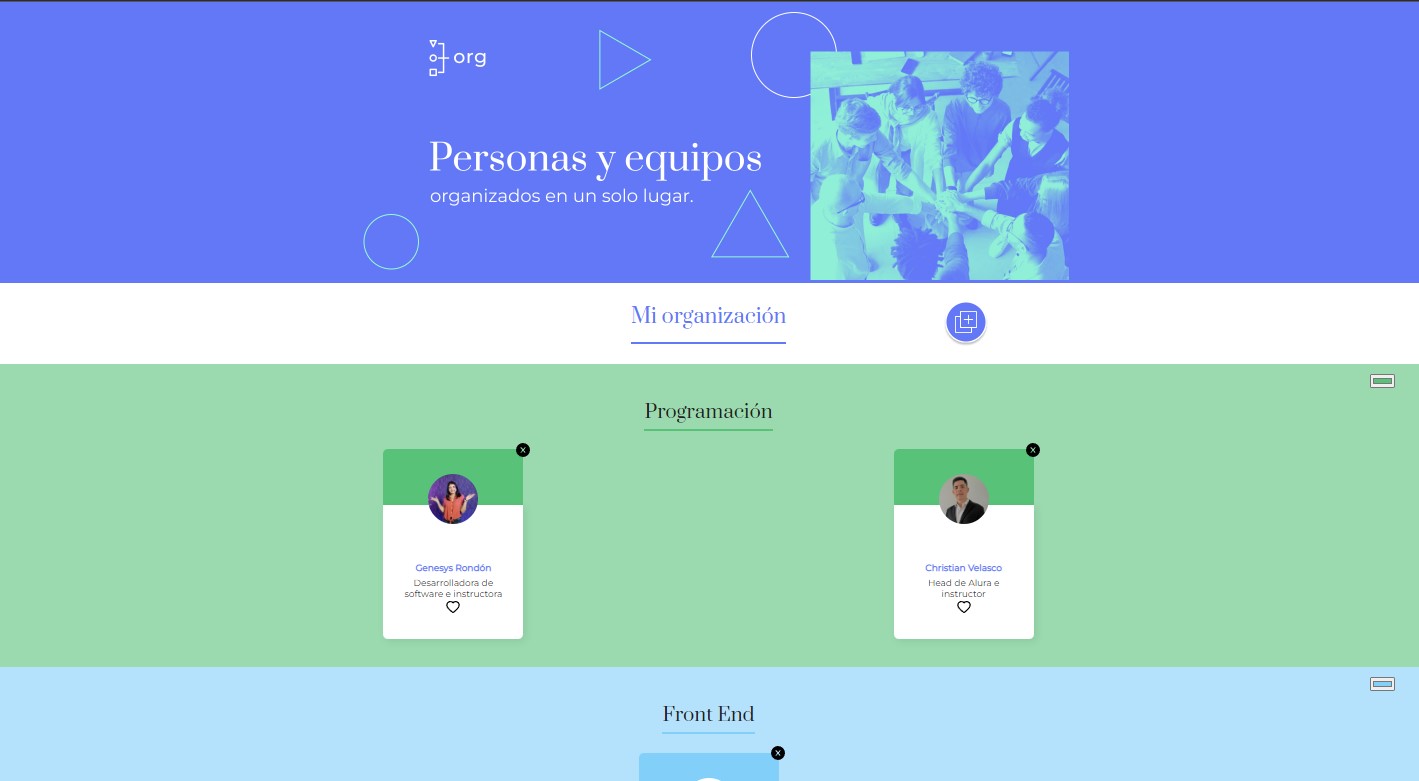 org
Personas y equipos
organizados en un solo lugar.
Mi organización
Programación
X
X
Genesys Rondón
Desarrolladora de
software e instructora
Christian Velasco
Head de Alura e
instructor
Front End
X